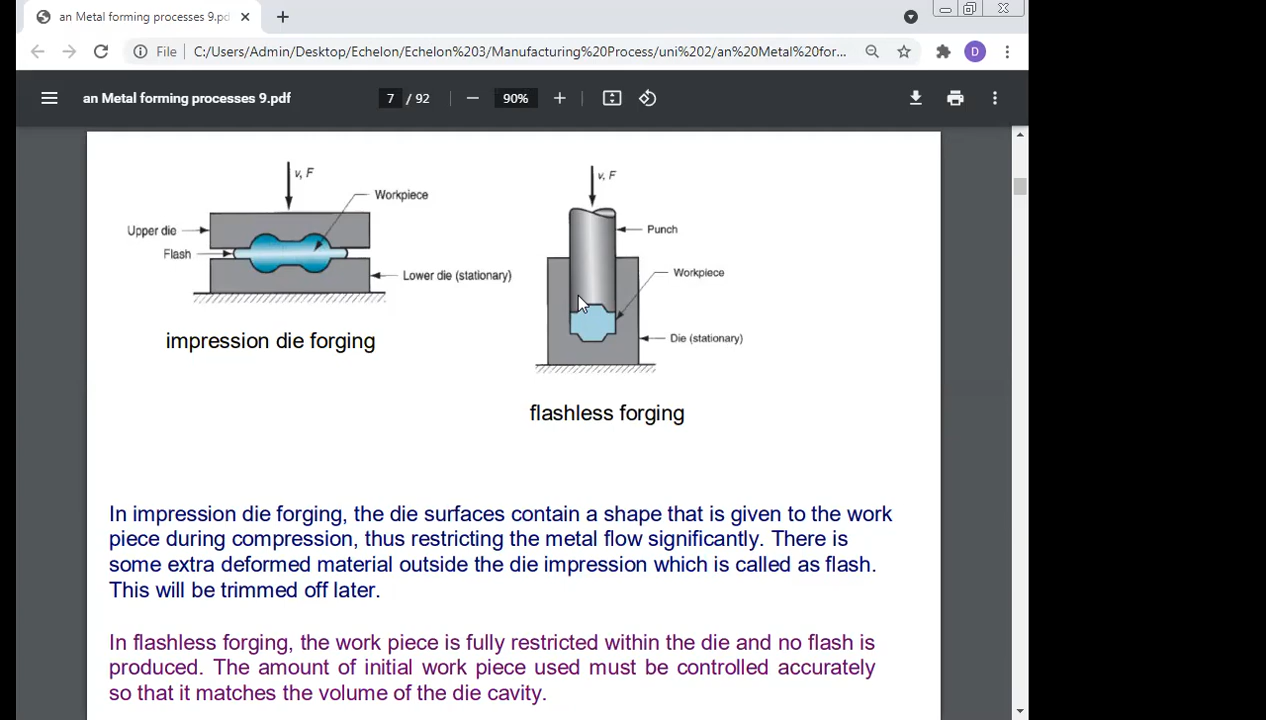 an Metal forming processes 9.pd
File C:/Users/Admin/Desktop/Echelon/Echelon%203/Manufacturing%20Process/uni%202/an%20Metal%20for...
D
an Metal forming processes 9.pdf
7 / 92
90%
v, F
Workpiece
Upper die
Flash
Lower die (stationary)
impression die forging
v, F
Punch
Workpiece
Die (stationary)
flashless forging
In impression die forging, the die surfaces contain a shape that is given to the work
piece during compression, thus restricting the metal flow significantly. There is
some extra deformed material outside the die impression which is called as flash.
This will be trimmed off later.
In flashless forging, the work piece is fully restricted within the die and no flash is
produced. The amount of initial work piece used must be controlled accurately
so that it matches the volume of the die cavity.